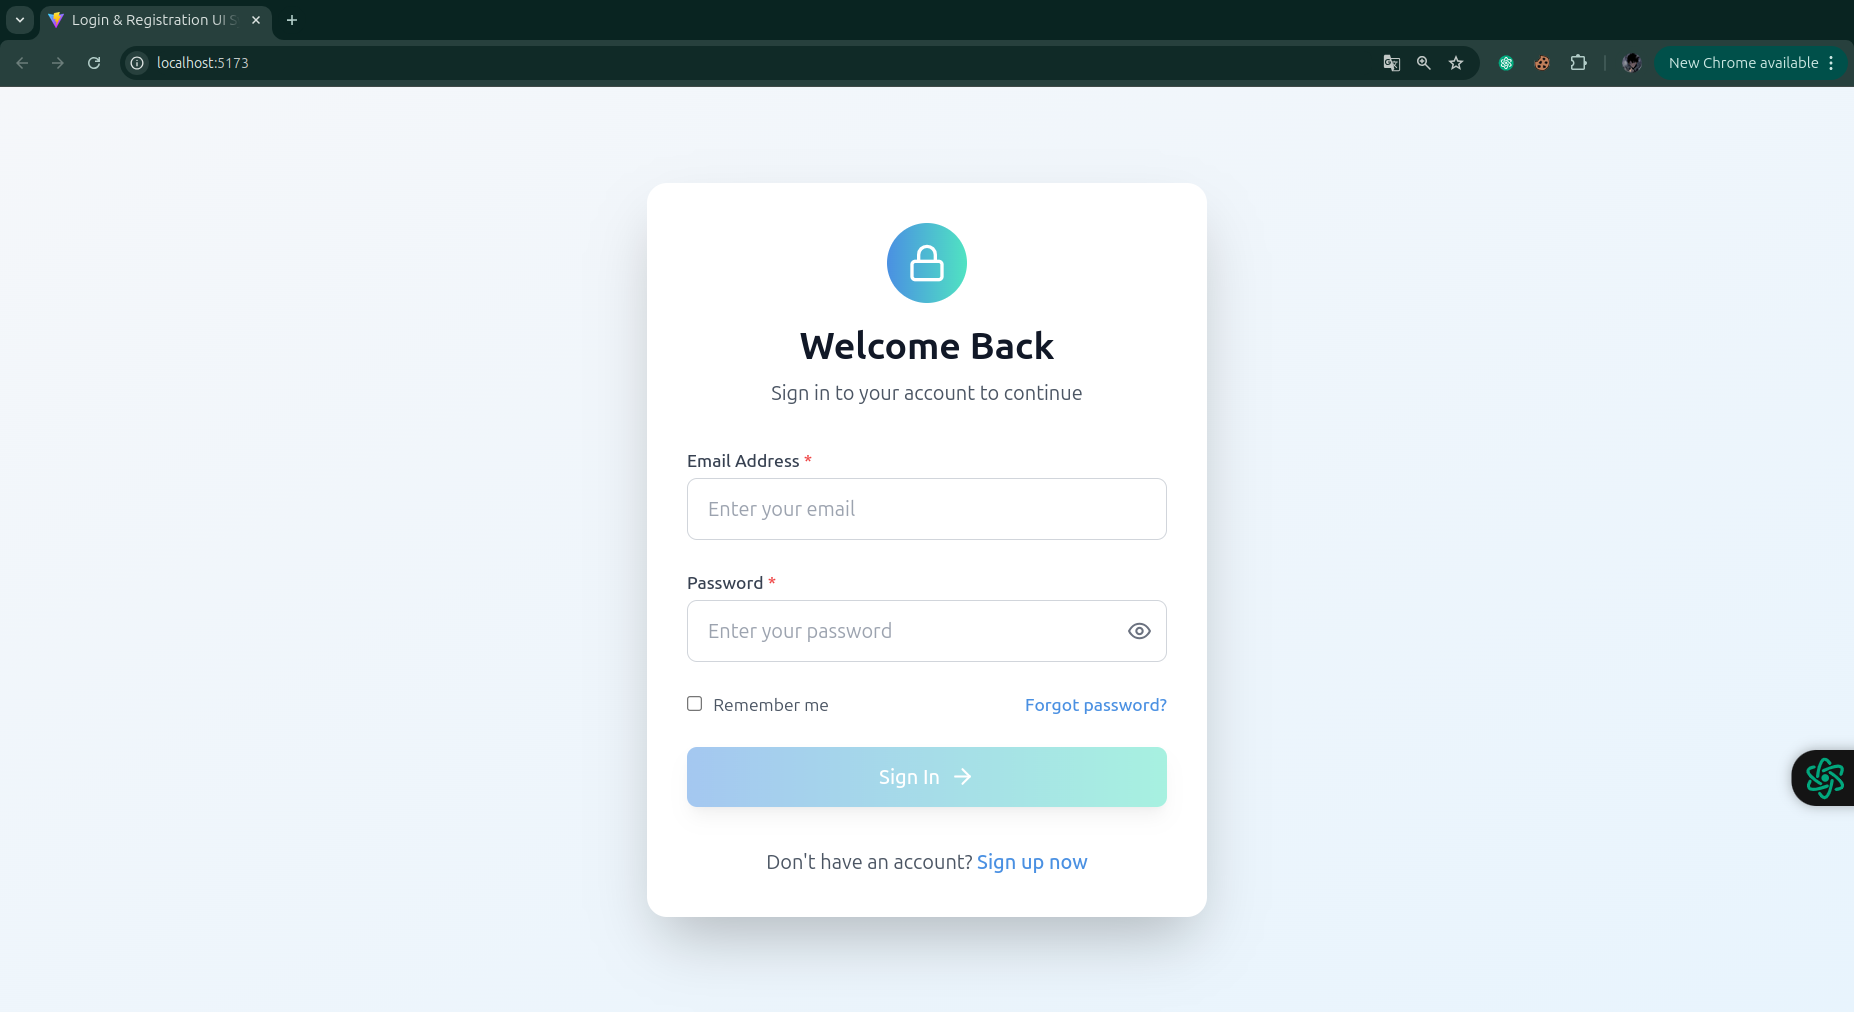 Login & Registration UI S
localhost:5173
New Chrome available
Welcome Back
Sign in to your account to continue
Email Address *
Enter your email
Password *
Enter your password
Remember me
Forgot password?
Sign In
Don't have an account? Sign up now